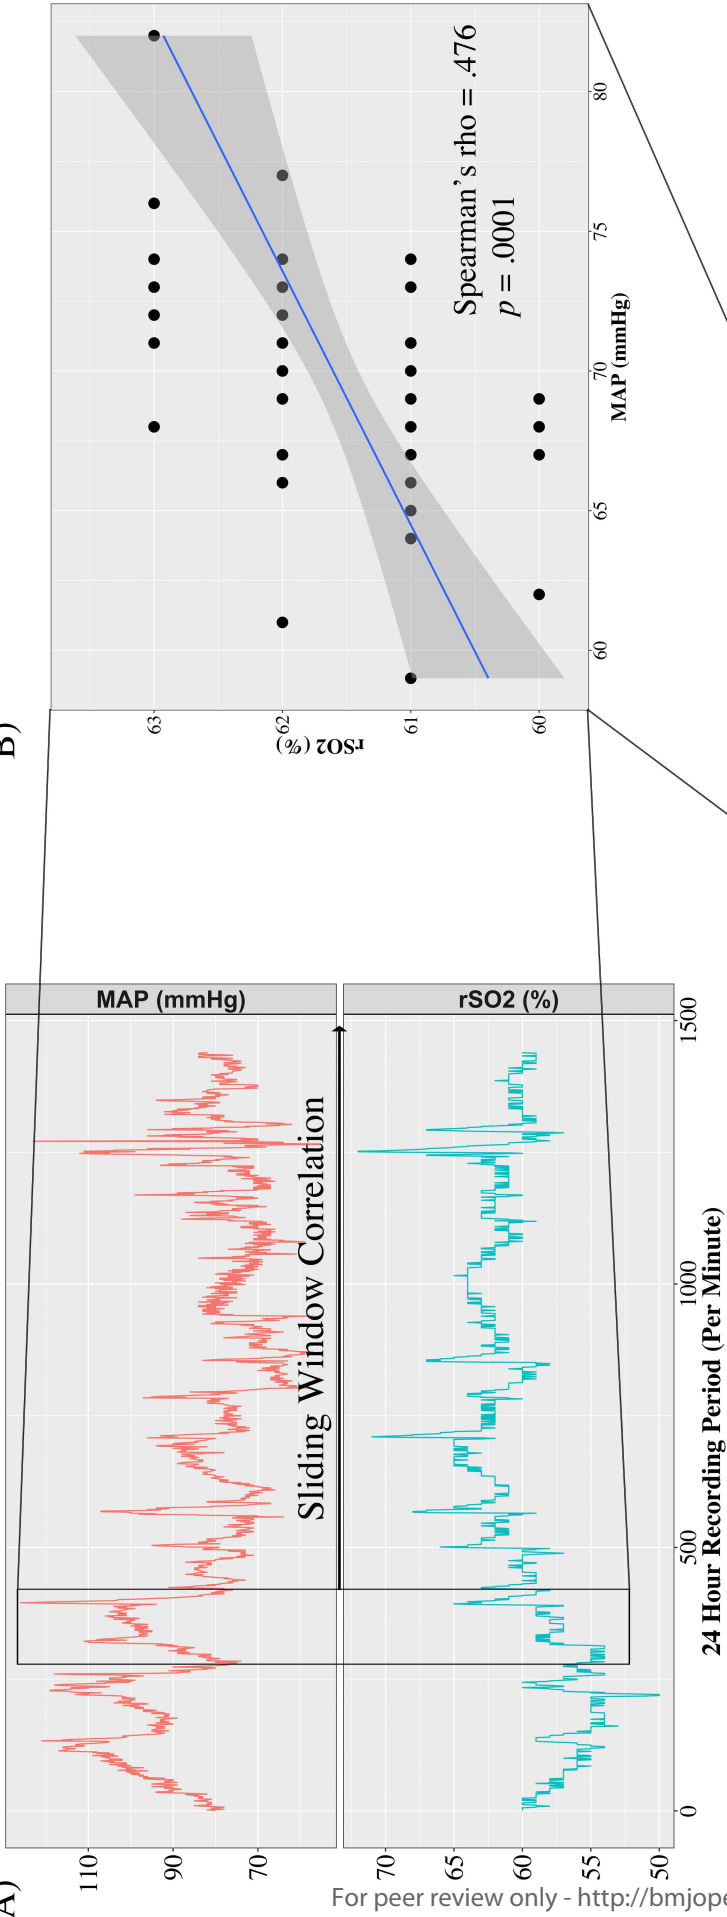 A)
MAP (mmHg)
110
90
70
Sliding Window Correlation
rSO2 (%)
70
65
60
55
50
0
500
1000
1500
24 Hour Recording Period (Per Minute)
B)
rSO2 (%)
63
62
61
60
Spearman's rho = .476
p = .0001
60
65
70
75
80
MAP (mmHg)
For peer review only - http://bmjope